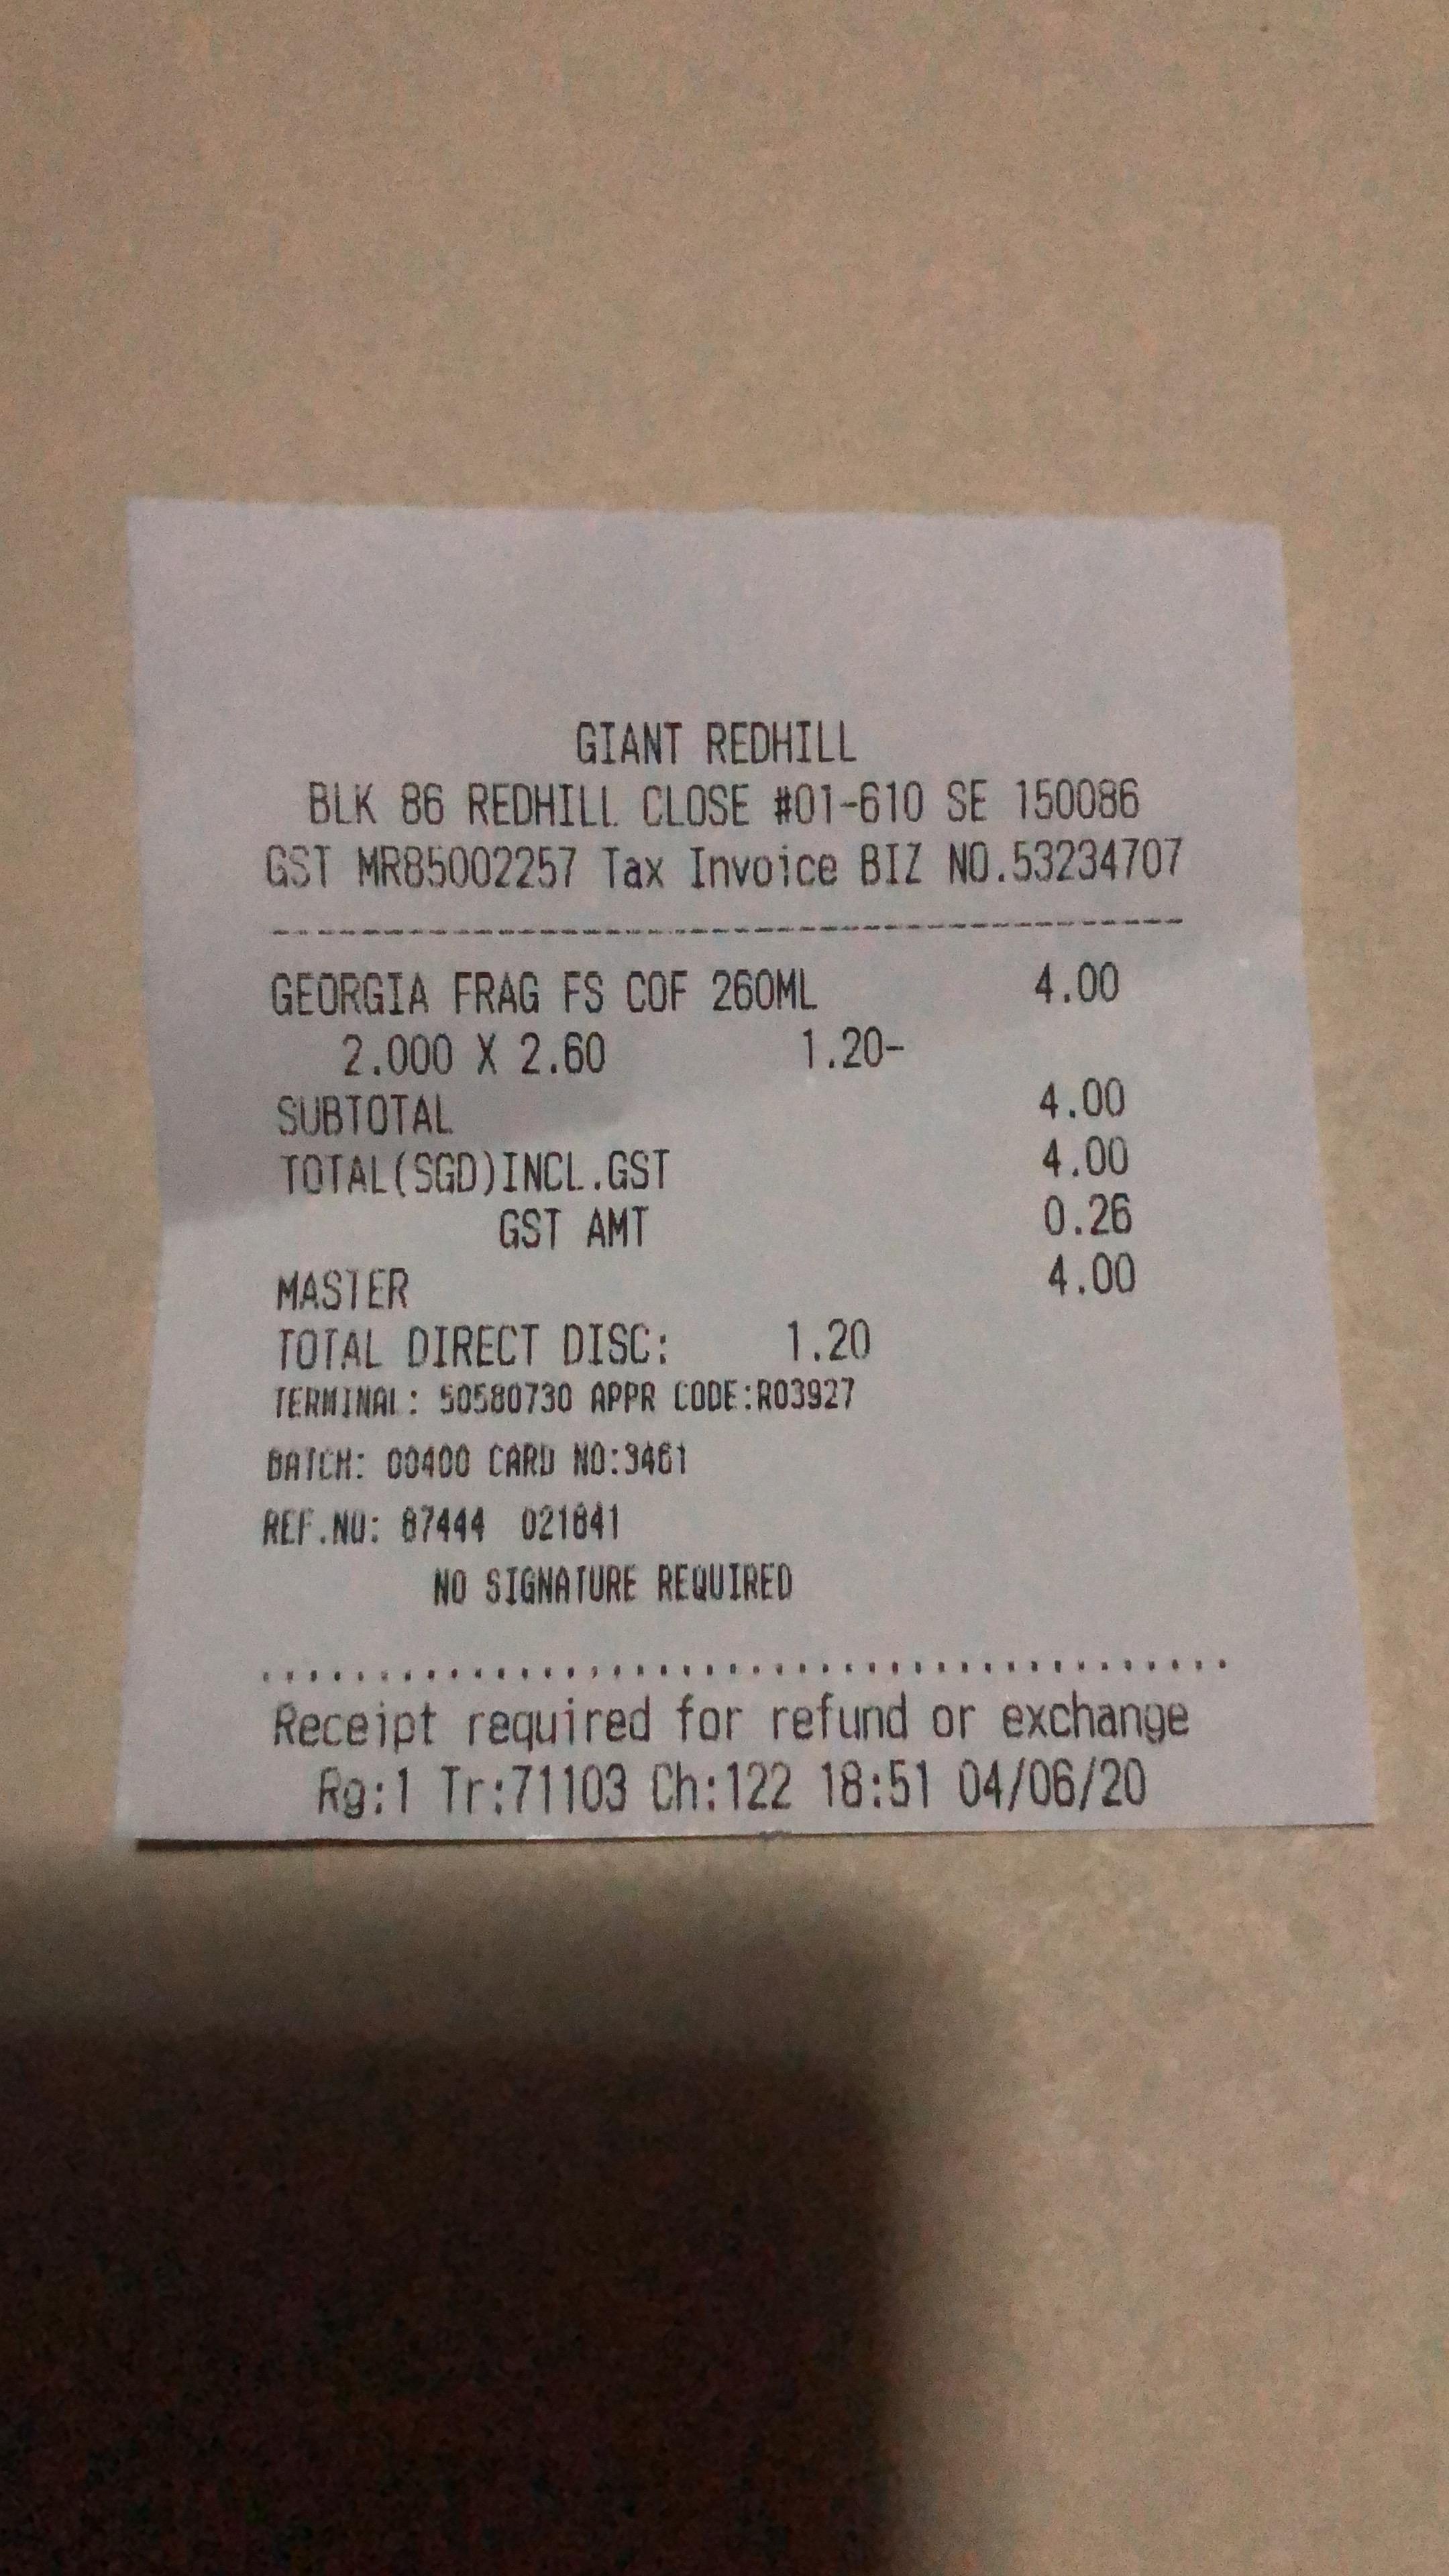 GIANT REDHILL
BLK 86 REDHILL CLOSE #01-610 SE 150086
GST MR85002257 Tax Invoice BIZ NO.53234707
------------------------------------------
GEORGIA FRAG FS COF 260ML 4.00
2.000 X 2.60 1.20-
SUBTOTAL 4.00
TOTAL(SGD)INCL.GST 4.00
GST AMT 0.26
MASTER 4.00
TOTAL DIRECT DISC: 1.20
TERMINAL: 50580730 APPR CODE:R03927
BATCH: 00400 CARD NO:3461
REF.NO: 87444 021841
NO SIGNATURE REQUIRED
..........................................
Receipt required for refund or exchange
Rg:1 Tr:71103 Ch:122 18:51 04/06/20